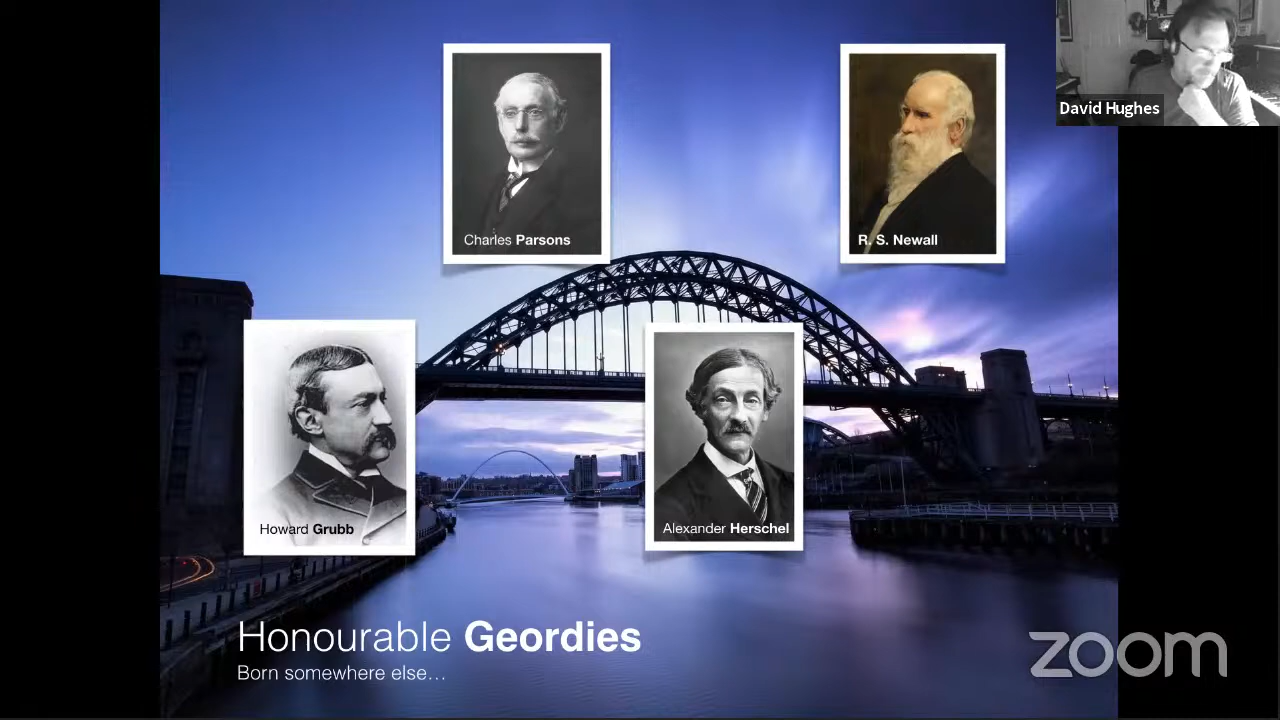 David Hughes
Charles Parsons
R. S. Newall
Howard Grubb
Alexander Herschel
Honourable Geordies
Born somewhere else…
zoom